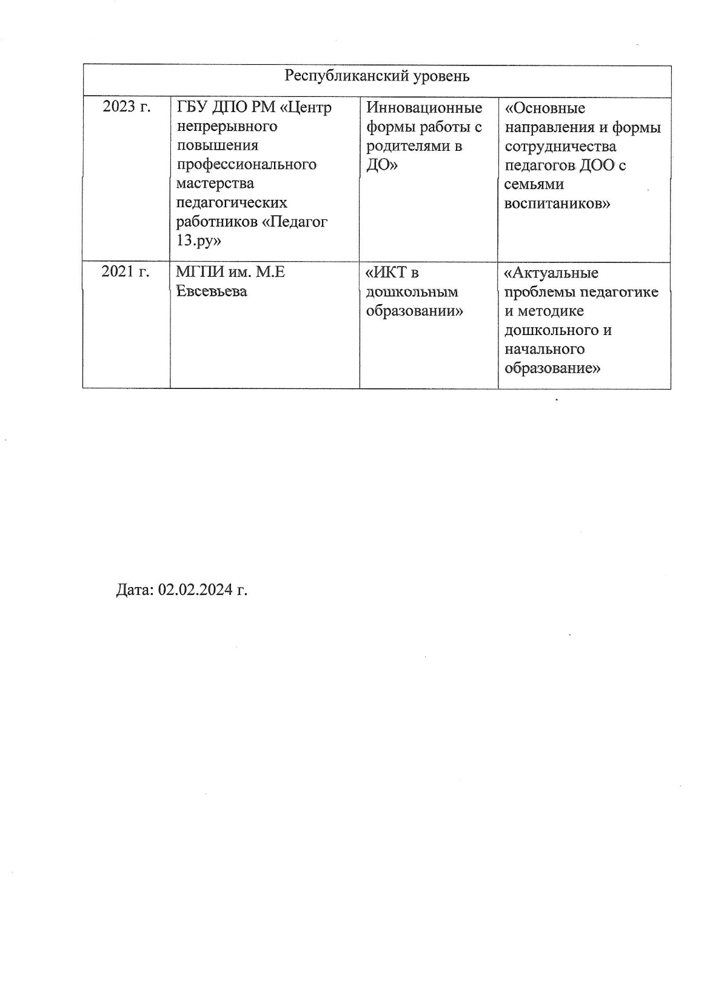 Республиканский уровень
2023 г.
ГБУ ДПО РМ «Центр
непрерывного
повышения
профессионального
мастерства
педагогических
работников «Педагог
13.ру»
Инновационные
формы работы с
родителями в
ДО»
«Основные
направления и формы
сотрудничества
педагогов ДОО с
семьями
воспитаников»
2021 г.
МГПИ им. М.Е
Евсевьева
«ИКТ в
дошкольным
образовании»
«Актуальные
проблемы педагогике
и методике
дошкольного и
начального
образование»
Дата: 02.02.2024 г.